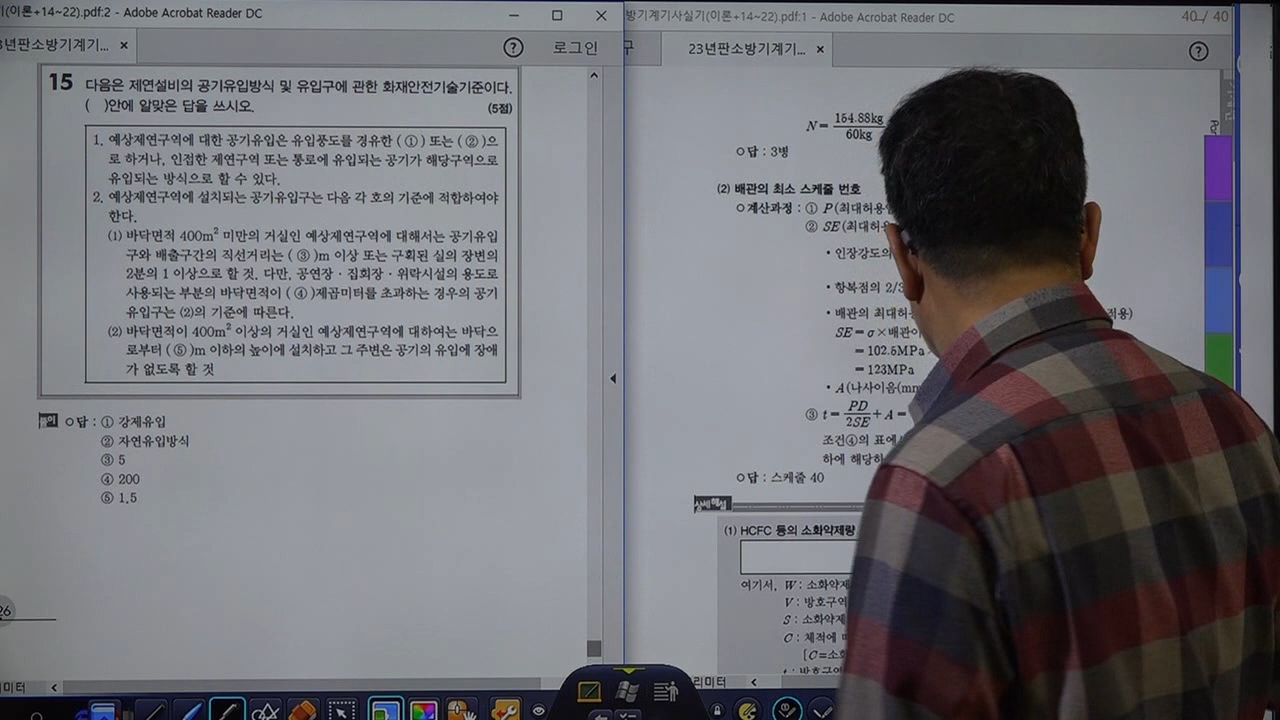 (이론+14~22).pdf:2 - Adobe Acrobat Reader DC
방기계기사실기(이론+14~22).pdf:1 - Adobe Acrobat Reader DC
40 / 40
년판소방기계기...
로그인
구
23년판소방기계기...
15 다음은 제연설비의 공기유입방식 및 유입구에 관한 화재안전기술기준이다.
( )안에 알맞은 답을 쓰시오. (5점)
1. 예상제연구역에 대한 공기유입은 유입풍도를 경유한 ( ① ) 또는 ( ② )으
로 하거나, 인접한 제연구역 또는 통로에 유입되는 공기가 해당구역으로
유입되는 방식으로 할 수 있다.
2. 예상제연구역에 설치되는 공기유입구는 다음 각 호의 기준에 적합하여야
한다.
(1) 바닥면적 400m² 미만의 거실인 예상제연구역에 대해서는 공기유입
구와 배출구간의 직선거리는 ( ③ )m 이상 또는 구획된 실의 장변의
2분의 1 이상으로 할 것. 다만, 공연장 · 집회장 · 위락시설의 용도로
사용되는 부분의 바닥면적이 ( ④ )제곱미터를 초과하는 경우의 공기
유입구는 (2)의 기준에 따른다.
(2) 바닥면적이 400m² 이상의 거실인 예상제연구역에 대하여는 바닥으
로부터 ( ⑤ )m 이하의 높이에 설치하고 그 주변은 공기의 유입에 장애
가 없도록 할 것
○답 : ① 강제유입
② 자연유입방식
③ 5
④ 200
⑤ 1.5
26
리미터
N = 154.88kg / 60kg
○답 : 3병
(2) 배관의 최소 스케줄 번호
○계산과정 : ① P(최대허용
② SE(최대허
• 인장강도의
• 항복점의 2/3
• 배관의 최대허 적용)
SE = σ×배관이
= 102.5MPa
= 123MPa
• A(나사이음(mm
③ t = PD / 2SE + A =
조건④의 표에
하에 해당하
○답 : 스케줄 40
상세해설
(1) HCFC 등의 소화약제량
여기서, W : 소화약제
V : 방호구역
S : 소화약제
C : 체적에
[C=소화
t : 방호구역
리미터